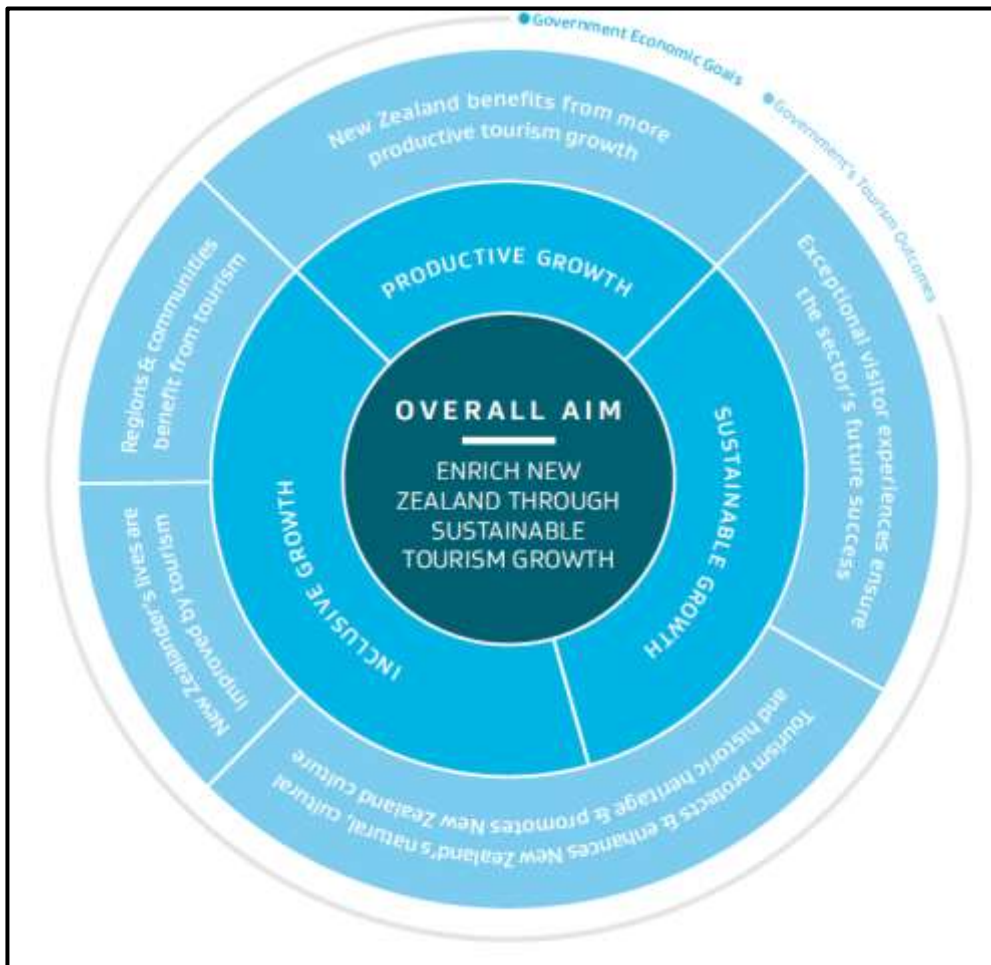 Government Economic Goals
Government's Tourism Outcomes
New Zealand benefits from more
productive tourism growth
Exceptional visitor experiences ensure
the sector's future success
Tourism protects & enhances New Zealand's natural, cultural
and historic heritage & promotes New Zealand culture
New Zealander's lives are
improved by tourism
Regions & communities
benefit from tourism
PRODUCTIVE GROWTH
SUSTAINABLE GROWTH
INCLUSIVE GROWTH
OVERALL AIM
ENRICH NEW
ZEALAND THROUGH
SUSTAINABLE
TOURISM GROWTH